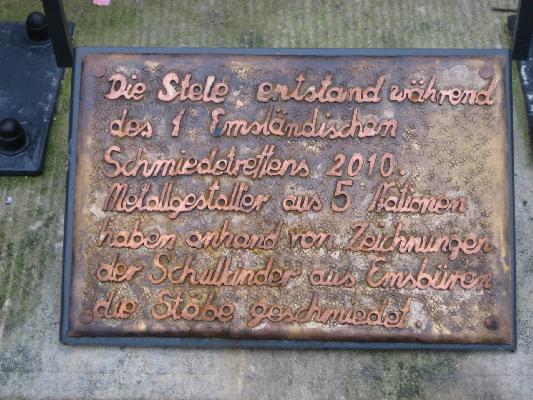 Die Stele entstand während
des 1 Emsländischen
Schmiedetreffens 2010.
Metallgestalter aus 5 Nationen
haben anhand von Zeichnungen
der Schulkinder aus Emsbüren
die Stäbe geschmiedet